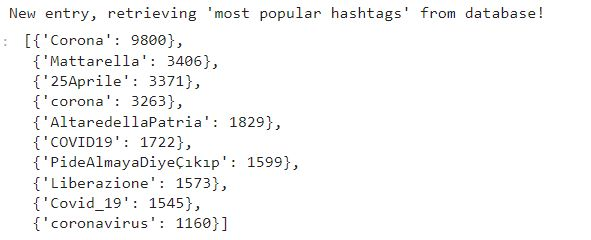 New entry, retrieving 'most popular hashtags' from database!
: [{'Corona': 9800},
{'Mattarella': 3406},
{'25Aprile': 3371},
{'corona': 3263},
{'AltaredellaPatria': 1829},
{'COVID19': 1722},
{'PideAlmayaDiyeÇıkıp': 1599},
{'Liberazione': 1573},
{'Covid_19': 1545},
{'coronavirus': 1160}]